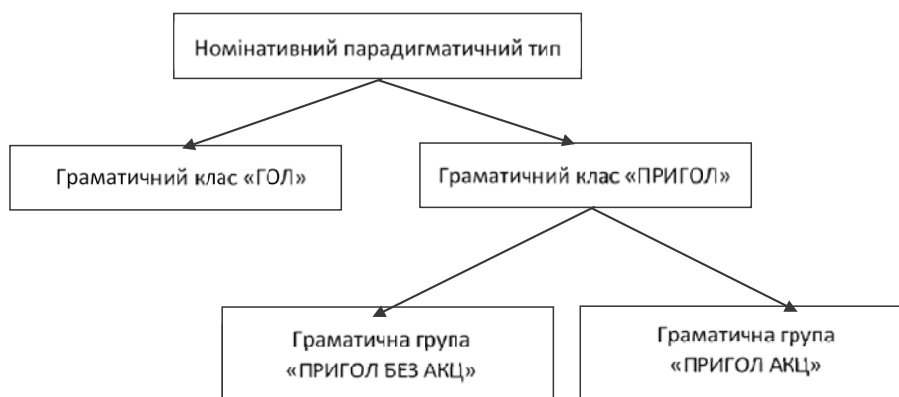 Номінативний парадигматичний тип
Граматичний клас «ГОЛ»
Граматичний клас «ПРИГОЛ»
Граматична група
«ПРИГОЛ БЕЗ АКЦ»
Граматична група
«ПРИГОЛ АКЦ»